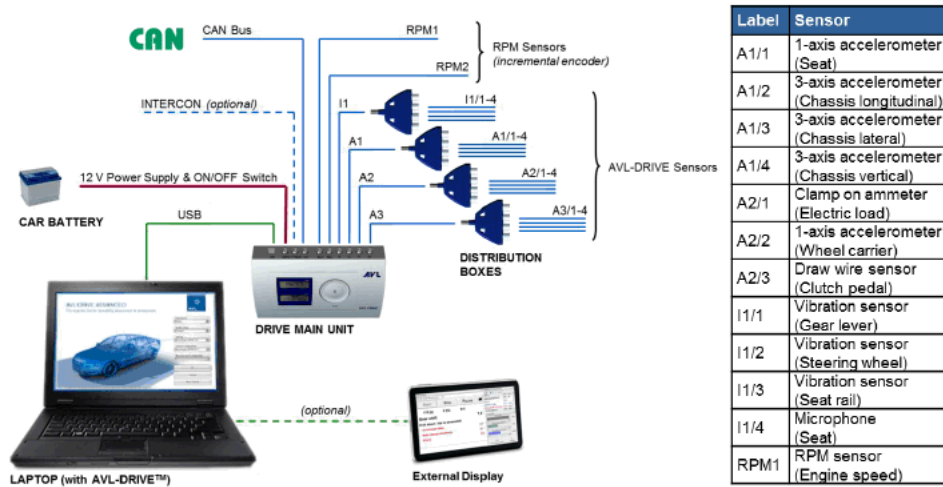 CAN
CAN Bus
RPM1
RPM2
RPM Sensors
(incremental encoder)
INTERCON (optional)
I1
I1/1-4
A1
A1/1-4
A2
A2/1-4
A3
A3/1-4
AVL-DRIVE Sensors
12 V Power Supply & ON/OFF Switch
CAR BATTERY
USB
DISTRIBUTION
BOXES
AVL
DRIVE MAIN UNIT
AVL-DRIVE ADVANCED
(optional)
LAPTOP (with AVL-DRIVE™)
External Display
Label Sensor
A1/1 1-axis accelerometer
(Seat)
A1/2 3-axis accelerometer
(Chassis longitudinal)
A1/3 3-axis accelerometer
(Chassis lateral)
A1/4 3-axis accelerometer
(Chassis vertical)
A2/1 Clamp on ammeter
(Electric load)
A2/2 1-axis accelerometer
(Wheel carrier)
A2/3 Draw wire sensor
(Clutch pedal)
I1/1 Vibration sensor
(Gear lever)
I1/2 Vibration sensor
(Steering wheel)
I1/3 Vibration sensor
(Seat rail)
I1/4 Microphone
(Seat)
RPM1 RPM sensor
(Engine speed)